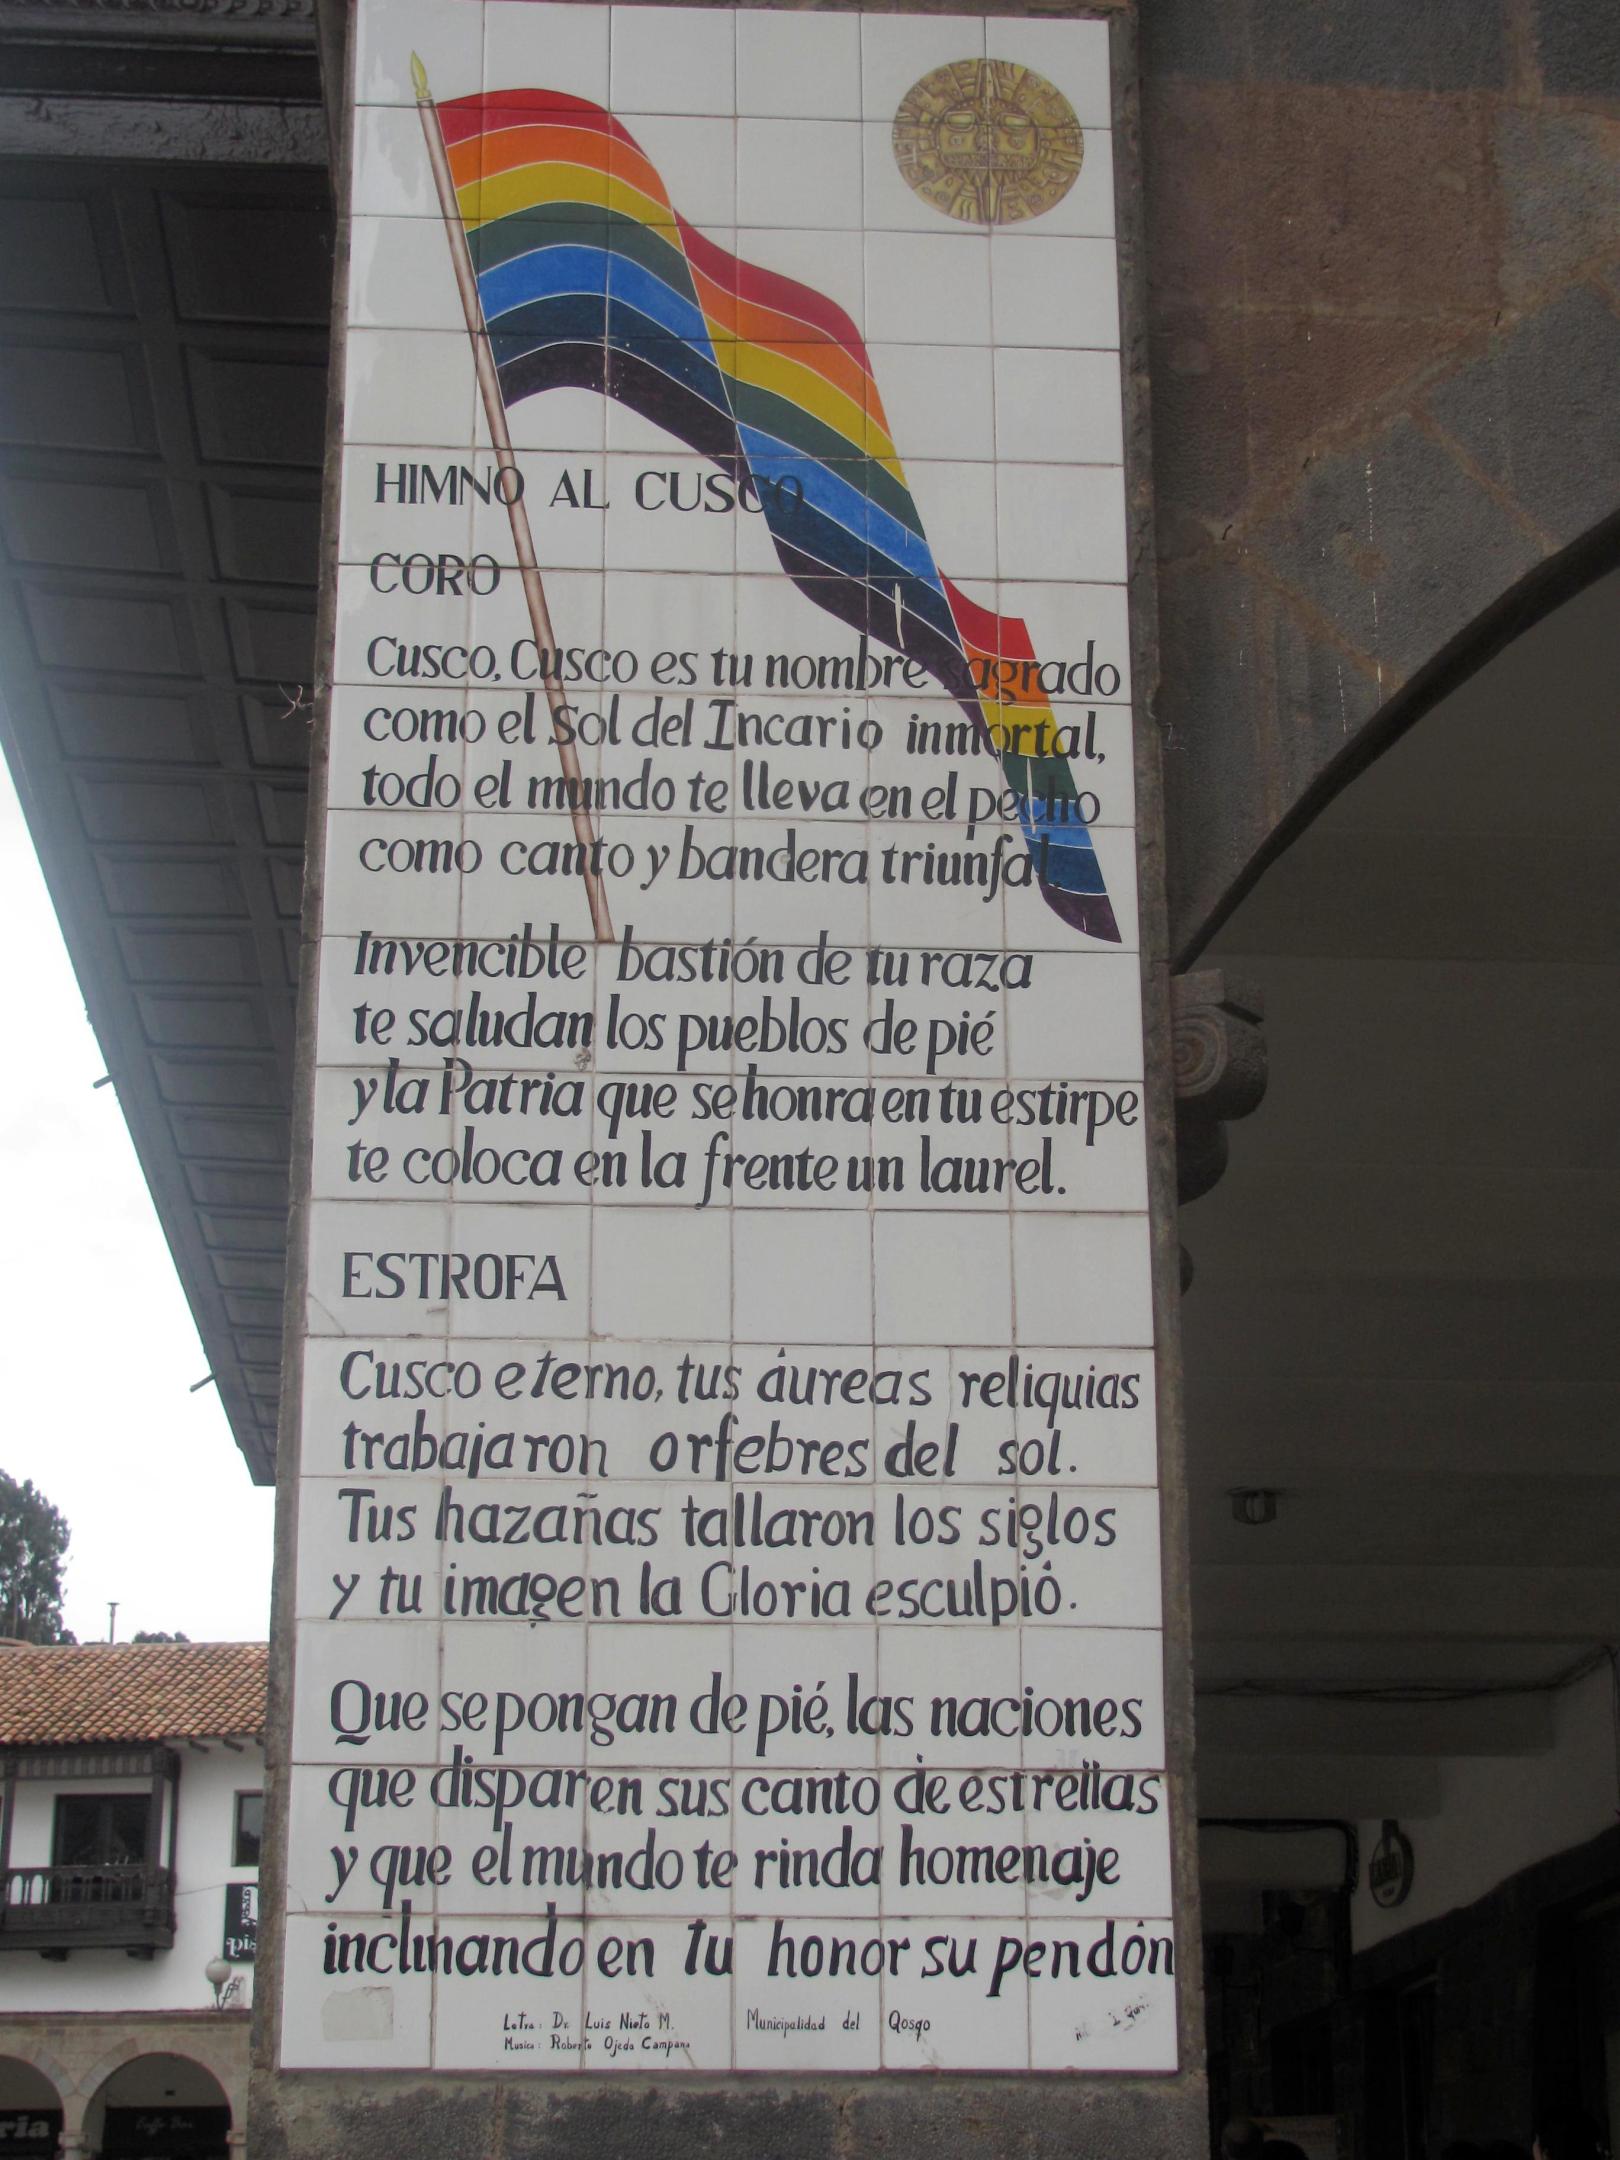 HIMNO AL CUSCO
CORO
Cusco, Cusco es tu nombre sagrado
como el Sol del Incario inmortal,
todo el mundo te lleva en el pecho
como canto y bandera triunfal.
Invencible bastión de tu raza
te saludan los pueblos de pié
y la Patria que se honra en tu estirpe
te coloca en la frente un laurel.
ESTROFA
Cusco eterno, tus áureas reliquias
trabajaron orfebres del sol.
Tus hazañas tallaron los siglos
y tu imagen la Gloria esculpió.
Que se pongan de pié, las naciones
que disparen sus canto de estrellas
y que el mundo te rinda homenaje
inclinando en tu honor su pendón
Letra: Dr. Luis Nieto M.
Musica: Roberto Ojeda Campana
Municipalidad del Qosqo